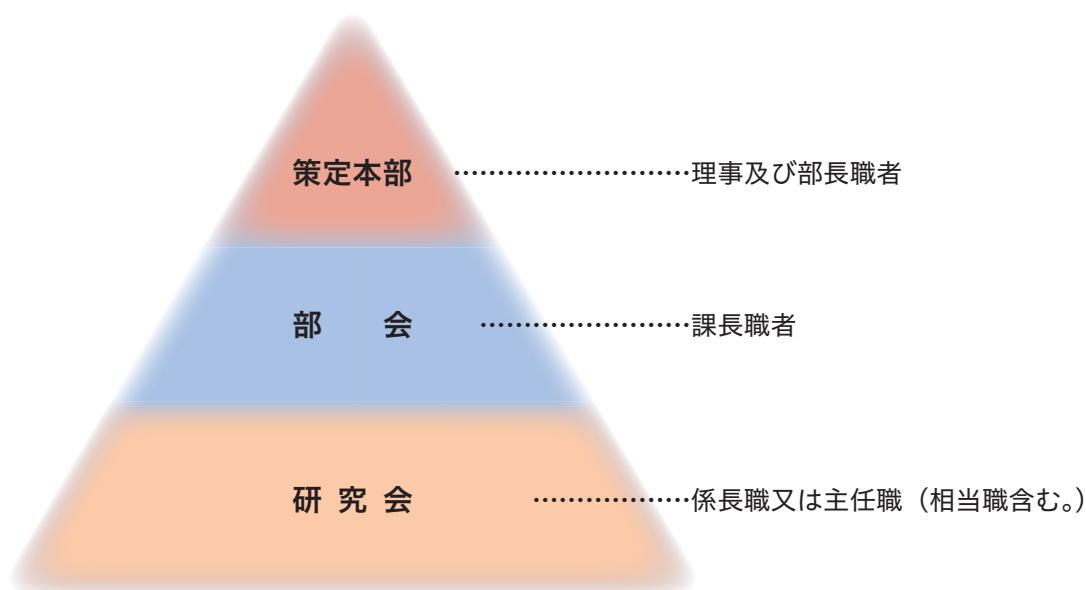 策定本部 ……………………… 理事及び部長職者
部会 …………………… 課長職者
研究会 ……………… 係長職又は主任職（相当職含む。）